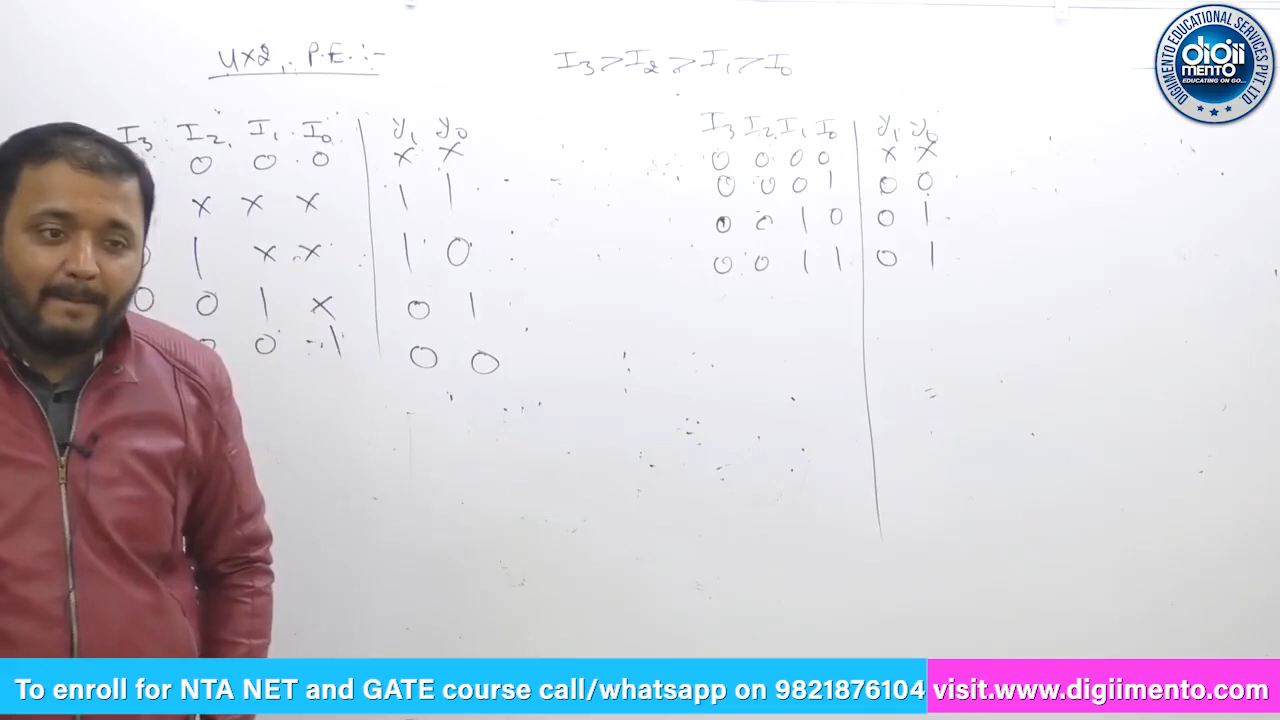 4x2, P.E. :-
I3 > I2 > I1 > I0
I3 I2, I1 I0 y1 y0
0 0 0 x x
x x x 1 1
0 1 x x 1 0
0 0 1 x 0 1
0 0 1 0 0
I3 I2 I1 I0 y1 y0
0 0 0 0 x x
0 0 0 1 0 0
0 0 1 0 0 1
0 0 1 1 0 1
DIGIIMENTO EDUCATIONAL SERVICES PVT. LTD
digii
MENTO
EDUCATING ON GO...
To enroll for NTA NET and GATE course call/whatsapp on 9821876104 visit.www.digiimento.com